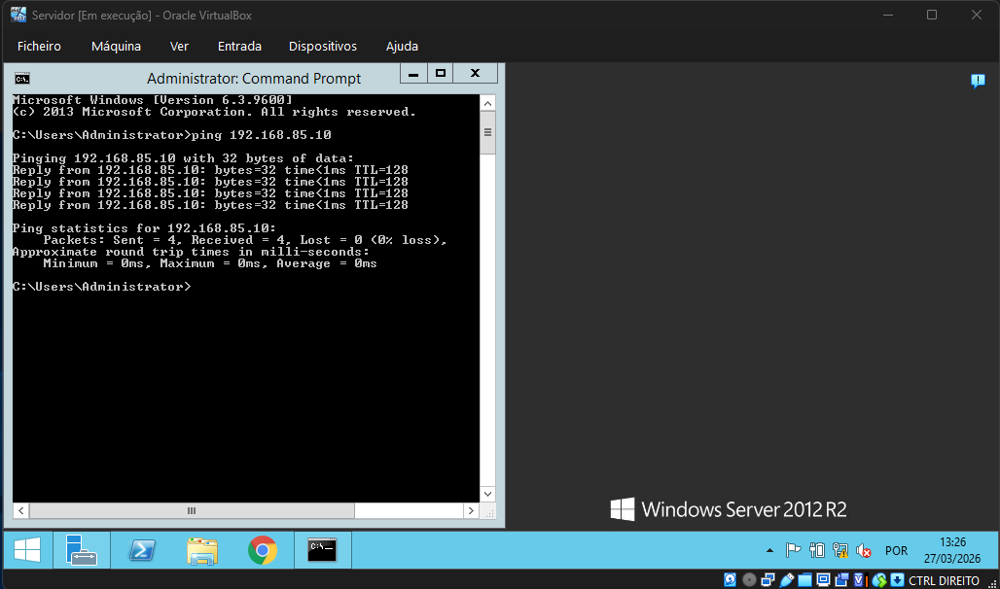 Servidor [Em execução] - Oracle VirtualBox
Ficheiro Máquina Ver Entrada Dispositivos Ajuda
Administrator: Command Prompt
Microsoft Windows [Version 6.3.9600]
(c) 2013 Microsoft Corporation. All rights reserved.
C:\Users\Administrator>ping 192.168.85.10
Pinging 192.168.85.10 with 32 bytes of data:
Reply from 192.168.85.10: bytes=32 time<1ms TTL=128
Reply from 192.168.85.10: bytes=32 time<1ms TTL=128
Reply from 192.168.85.10: bytes=32 time<1ms TTL=128
Reply from 192.168.85.10: bytes=32 time<1ms TTL=128
Ping statistics for 192.168.85.10:
    Packets: Sent = 4, Received = 4, Lost = 0 (0% loss),
Approximate round trip times in milli-seconds:
    Minimum = 0ms, Maximum = 0ms, Average = 0ms
C:\Users\Administrator>
Windows Server 2012 R2
POR
13:26
27/03/2026
CTRL DIREITO